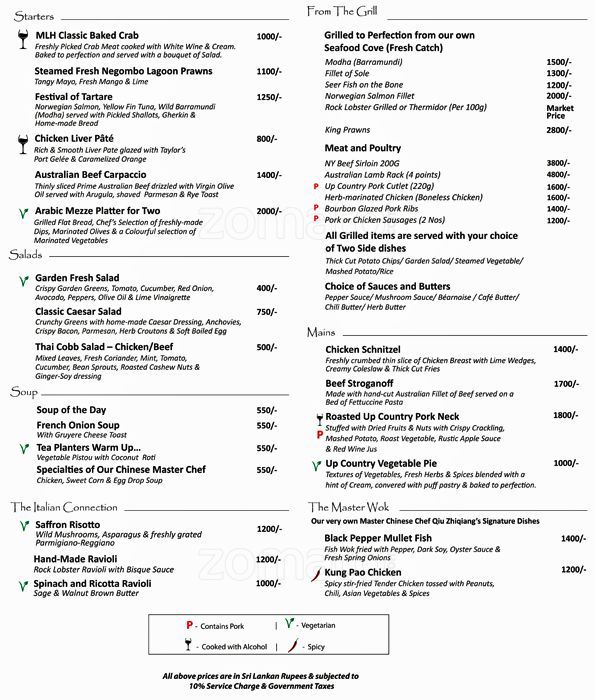 Starters
MLH Classic Baked Crab 1000/-
Freshly Picked Crab Meat cooked with White Wine & Cream.
Baked to perfection and served with a bouquet of Salad.
Steamed Fresh Negombo Lagoon Prawns 1100/-
Tangy Mayo, Fresh Mango & Lime
Festival of Tartare 1250/-
Norwegian Salmon, Yellow Fin Tuna, Wild Barramundi
(Modha) served with Pickled Shallots, Gherkin &
Home-made Bread
Chicken Liver Pâté 800/-
Rich & Smooth Liver Pate glazed with Taylor's
Port Gelée & Caramelized Orange
Australian Beef Carpaccio 1400/-
Thinly sliced Prime Australian Beef drizzled with Virgin Olive
Oil served with Arugula, shaved Parmesan & Rye Toast
Arabic Mezze Platter for Two 2000/-
Grilled Flat Bread, Chef's Selection of freshly-made
Dips, Marinated Olives & a Colourful selection of
Marinated Vegetables
Salads
Garden Fresh Salad
Crispy Garden Greens, Tomato, Cucumber, Red Onion, 400/-
Avocado, Peppers, Olive Oil & Lime Vinaigrette
Classic Caesar Salad 750/-
Crunchy Greens with home-made Caesar Dressing, Anchovies,
Crispy Bacon, Parmesan, Herb Croutons & Soft Boiled Egg
Thai Cobb Salad – Chicken/Beef 500/-
Mixed Leaves, Fresh Coriander, Mint, Tomato,
Cucumber, Bean Sprouts, Roasted Cashew Nuts &
Ginger-Soy dressing
Soup
Soup of the Day 550/-
French Onion Soup 550/-
With Gruyere Cheese Toast
Tea Planters Warm Up... 550/-
Vegetable Pistou with Coconut Roti
Specialties of Our Chinese Master Chef 550/-
Chicken, Sweet Corn & Egg Drop Soup
The Italian Connection
Saffron Risotto 1200/-
Wild Mushrooms, Asparagus & freshly grated
Parmigiano-Reggiano
Hand-Made Ravioli 1200/-
Rock Lobster Ravioli with Bisque Sauce
Spinach and Ricotta Ravioli 1000/-
Sage & Walnut Brown Butter
From The Grill
Grilled to Perfection from our own
Seafood Cove (Fresh Catch)
Modha (Barramundi) 1500/-
Fillet of Sole 1300/-
Seer Fish on the Bone 1200/-
Norwegian Salmon Fillet 2000/-
Rock Lobster Grilled or Thermidor (Per 100g) Market
Price
King Prawns 2800/-
Meat and Poultry
NY Beef Sirloin 200G 3800/-
Australian Lamb Rack (4 points) 4800/-
P Up Country Pork Cutlet (220g) 1600/-
Herb-marinated Chicken (Boneless Chicken) 1600/-
P Bourbon Glazed Pork Ribs 1400/-
P Pork or Chicken Sausages (2 Nos) 1200/-
All Grilled items are served with your choice
of Two Side dishes
Thick Cut Potato Chips/ Garden Salad/ Steamed Vegetable/
Mashed Potato/Rice
Choice of Sauces and Butters
Pepper Sauce/ Mushroom Sauce/ Béarnaise / Café Butter/
Chili Butter/ Herb Butter
Mains
Chicken Schnitzel 1400/-
Freshly crumbed thin slice of Chicken Breast with Lime Wedges,
Creamy Coleslaw & Thick Cut Fries
Beef Stroganoff 1700/-
Made with hand-cut Australian Fillet of Beef served on a
Bed of Fettuccine Pasta
Roasted Up Country Pork Neck 1800/-
P Stuffed with Dried Fruits & Nuts with Crispy Crackling,
Mashed Potato, Roast Vegetable, Rustic Apple Sauce
& Red Wine Jus
Up Country Vegetable Pie 1000/-
Textures of Vegetables, Fresh Herbs & Spices blended with a
hint of Cream, convered with puff pastry & baked to perfection.
The Master Wok
Our very own Master Chinese Chef Qiu Zhiqiang's Signature Dishes
Black Pepper Mullet Fish 1400/-
Fish Wok fried with Pepper, Dark Soy, Oyster Sauce &
Fresh Spring Onions
Kung Pao Chicken 1200/-
Spicy stir-fried Tender Chicken tossed with Peanuts,
Chili, Asian Vegetables & Spices
P - Contains Pork | - Vegetarian
- Cooked with Alcohol | - Spicy
All above prices are in Sri Lankan Rupees & subjected to
10% Service Charge & Government Taxes